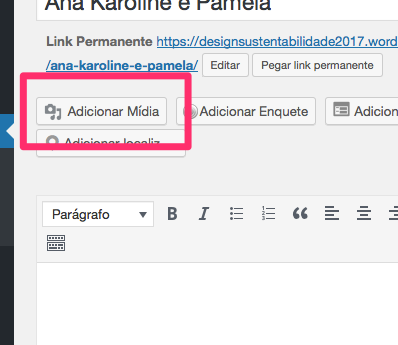 Ana Karoline e Pamela
Link Permanente https://designsustentabilidade2017.word
/ana-karoline-e-pamela/ Editar Pegar link permanente
Adicionar Mídia Adicionar Enquete Adicion
Adicionar localiz
Parágrafo B I